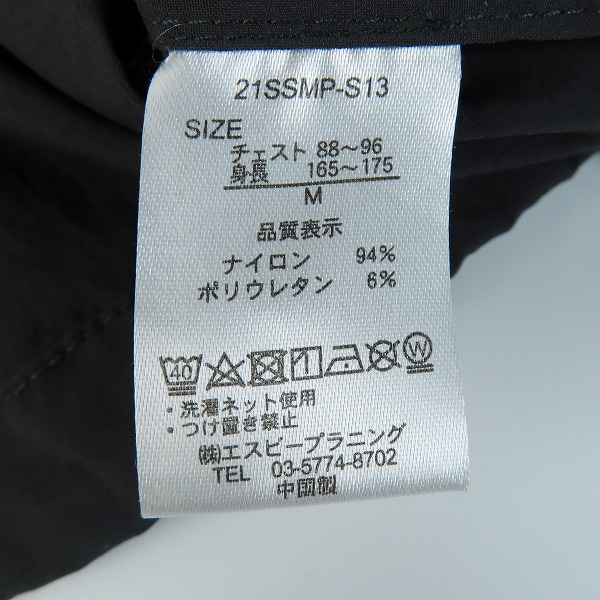 21SSMP-S13
SIZE
チェスト 88～96
身長 165～175
M
品質表示
ナイロン 94%
ポリウレタン 6%
40 W
・洗濯ネット使用
・つけ置き禁止
㈱エスピープラニング
TEL 03-5774-8702
中国製